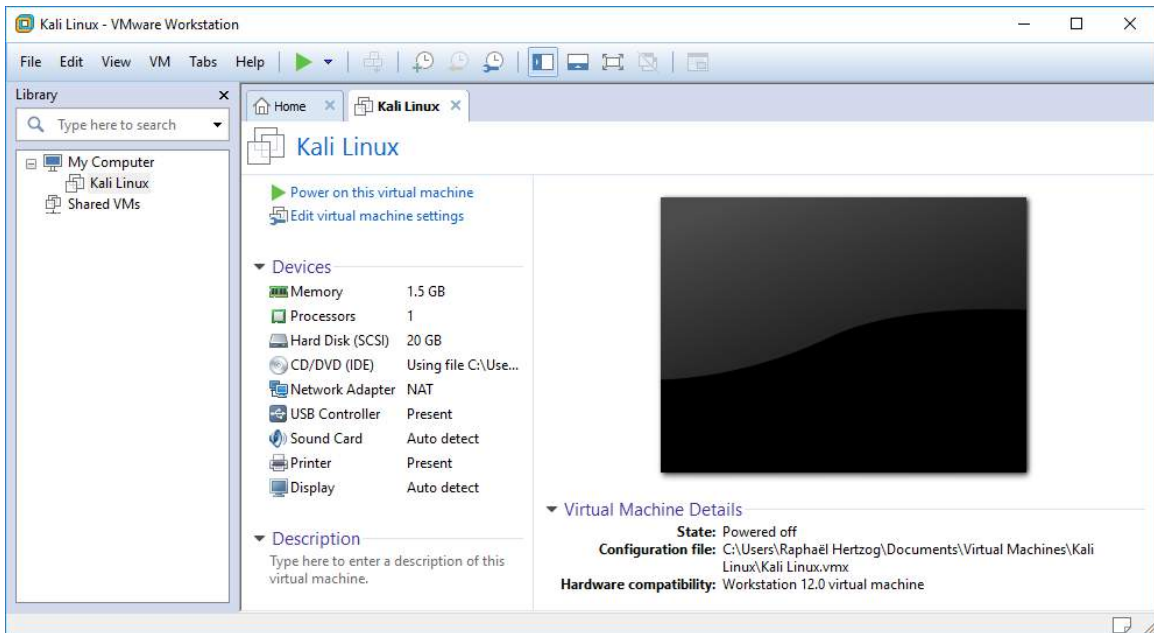 Kali Linux - VMware Workstation
File Edit View VM Tabs Help
Library
Type here to search
My Computer
Kali Linux
Shared VMs
Home
Kali Linux
Kali Linux
Power on this virtual machine
Edit virtual machine settings
Devices
Memory 1.5 GB
Processors 1
Hard Disk (SCSI) 20 GB
CD/DVD (IDE) Using file C:\Use...
Network Adapter NAT
USB Controller Present
Sound Card Auto detect
Printer Present
Display Auto detect
Description
Type here to enter a description of this
virtual machine.
Virtual Machine Details
State: Powered off
Configuration file: C:\Users\Raphaël Hertzog\Documents\Virtual Machines\Kali
Linux\Kali Linux.vmx
Hardware compatibility: Workstation 12.0 virtual machine